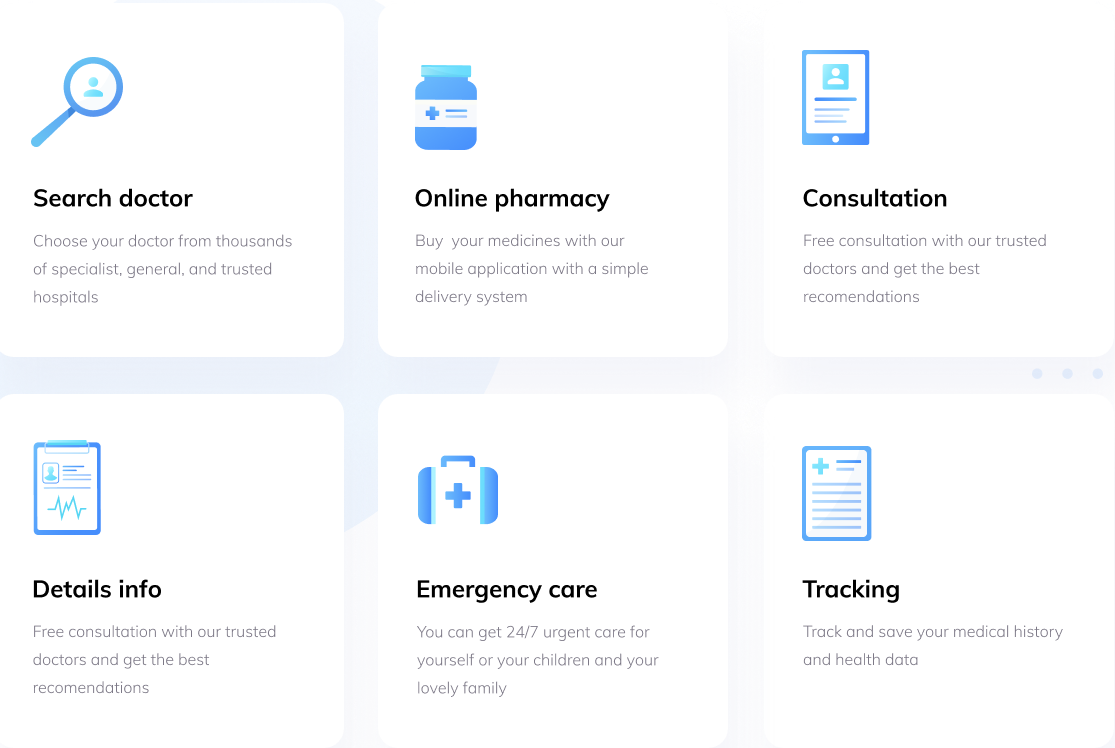 Search doctor
Choose your doctor from thousands
of specialist, general, and trusted
hospitals
Online pharmacy
Buy  your medicines with our
mobile application with a simple
delivery system
Consultation
Free consultation with our trusted
doctors and get the best
recomendations
Details info
Free consultation with our trusted
doctors and get the best
recomendations
Emergency care
You can get 24/7 urgent care for
yourself or your children and your
lovely family
Tracking
Track and save your medical history
and health data